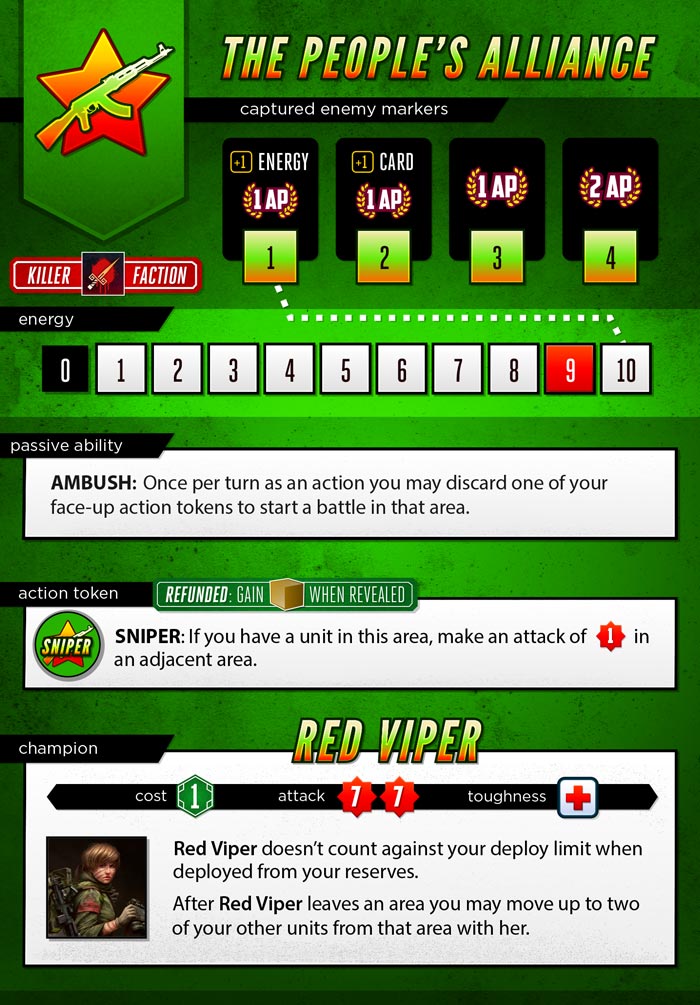 THE PEOPLE'S ALLIANCE
captured enemy markers
+1 ENERGY
1 AP
1
+1 CARD
1 AP
2
1 AP
3
2 AP
4
KILLER FACTION
energy
0 1 2 3 4 5 6 7 8 9 10
passive ability
AMBUSH: Once per turn as an action you may discard one of your
face-up action tokens to start a battle in that area.
action token
REFUNDED: GAIN WHEN REVEALED
SNIPER
SNIPER: If you have a unit in this area, make an attack of 1 in
an adjacent area.
RED VIPER
champion
cost 1 attack 7 7 toughness
Red Viper doesn't count against your deploy limit when
deployed from your reserves.
After Red Viper leaves an area you may move up to two
of your other units from that area with her.